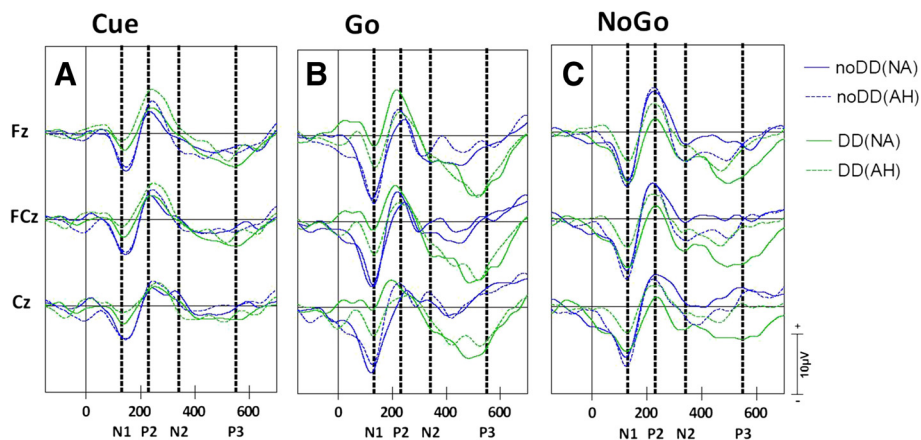 Cue Go NoGo
A B C
noDD(NA)
noDD(AH)
DD(NA)
DD(AH)
Fz
FCz
Cz
+
10µV
-
0 200 400 600 0 200 400 600 0 200 400 600
N1 P2 N2 P3 N1 P2 N2 P3 N1 P2 N2 P3